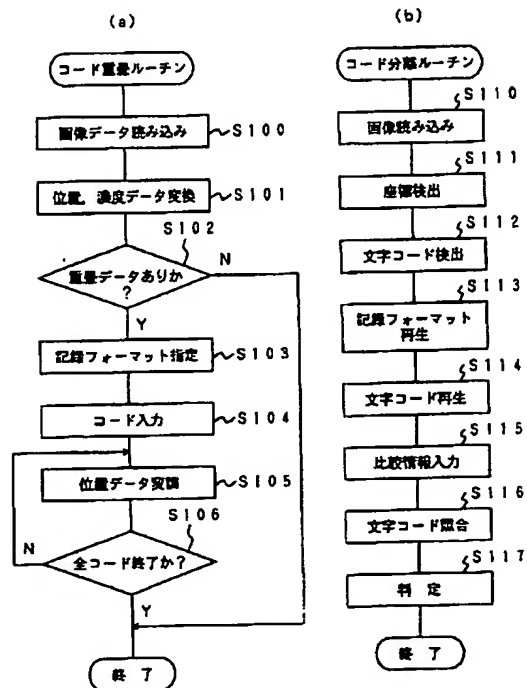 (a)
コード重畳ルーチン
画像データ読み込み
S100
位置,濃度データ変換
S101
S102
重畳データありか
?
N
Y
記録フォーマット指定
S103
コード入力
S104
位置データ変調
S105
S106
全コード終了か?
N
Y
終 了
(b)
コード分離ルーチン
S110
画像読み込み
S111
座標検出
S112
文字コード検出
S113
記録フォーマット
再生
S114
文字コード再生
S115
比較情報入力
S116
文字コード照合
S117
判 定
終 了